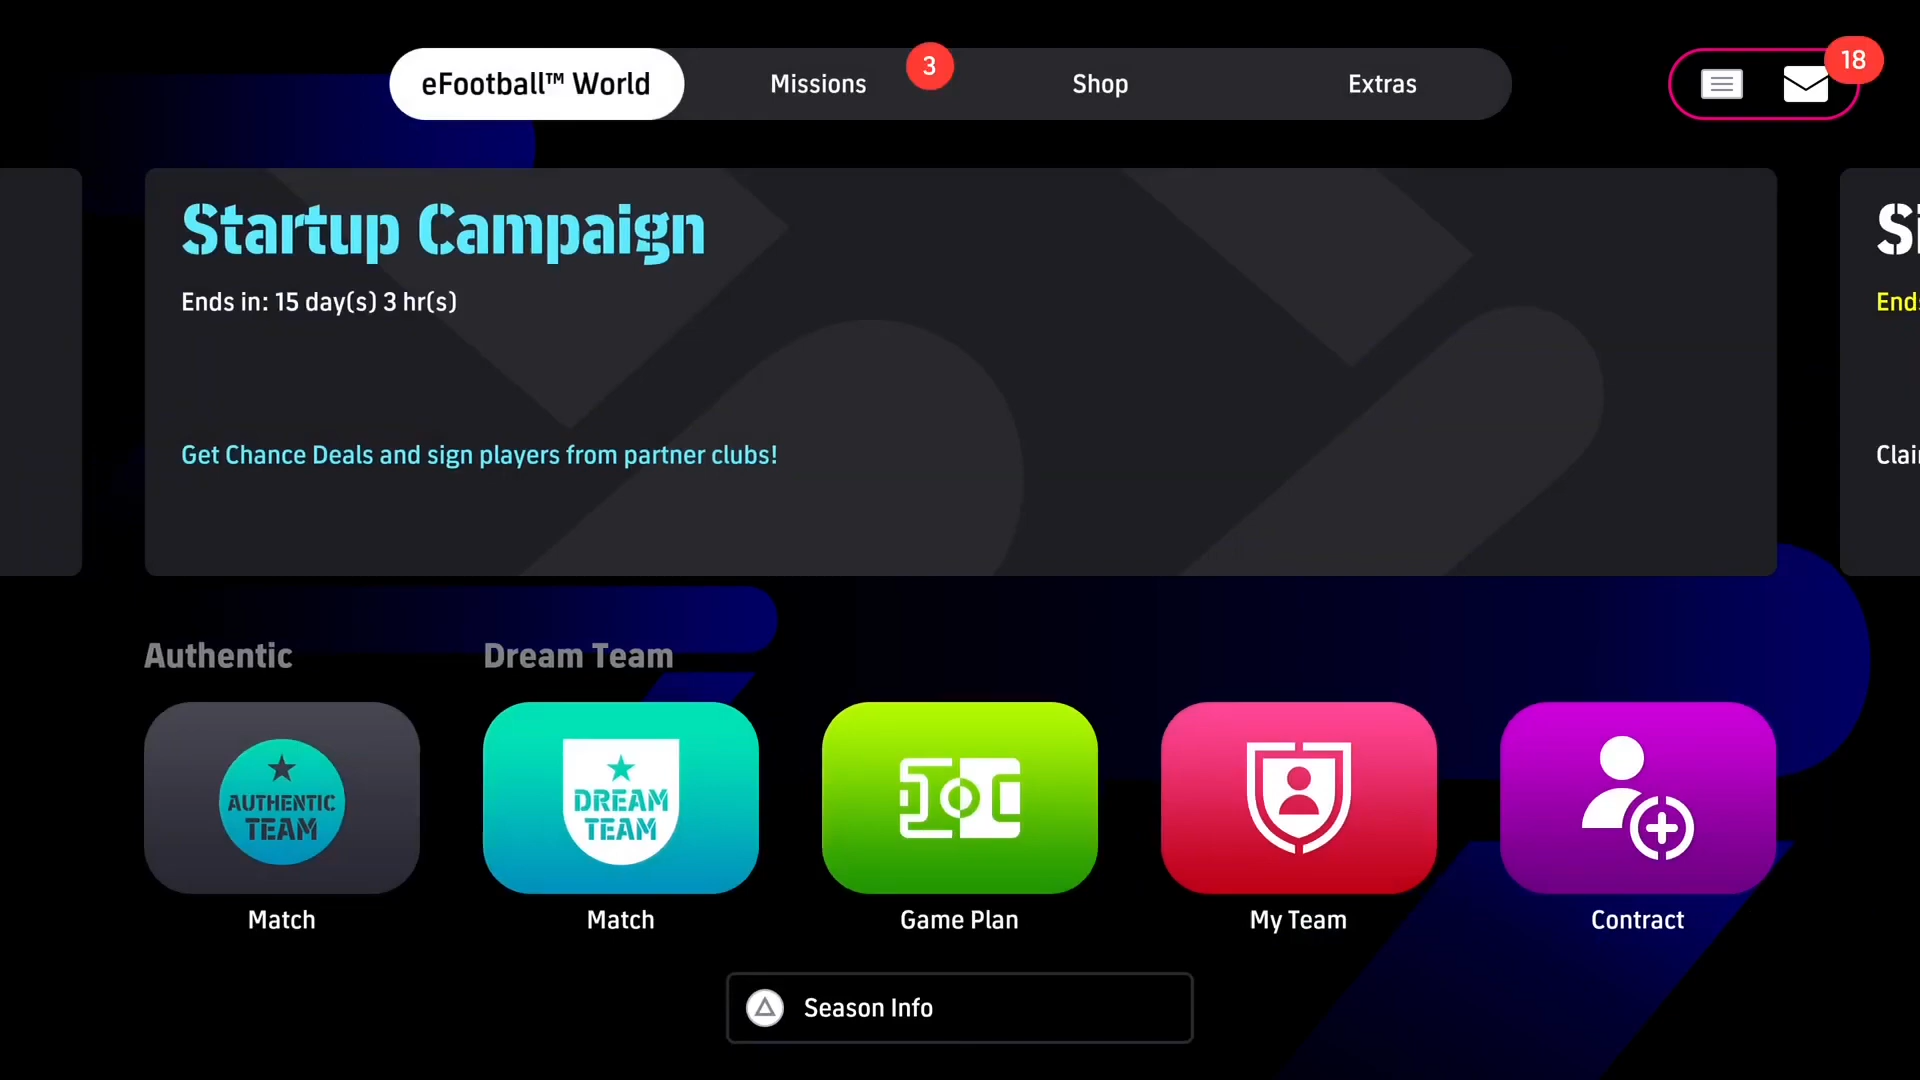 eFootball™ World
Missions
3
Shop
Extras
18
Startup Campaign
Ends in: 15 day(s) 3 hr(s)
Get Chance Deals and sign players from partner clubs!
Authentic
Dream Team
AUTHENTIC
TEAM
DREAM
TEAM
Match
Match
Game Plan
My Team
Contract
Season Info